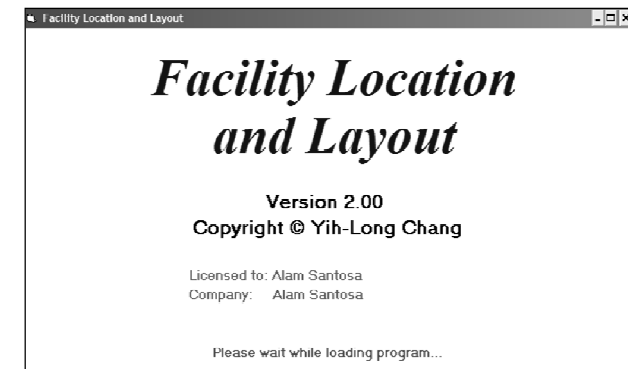 Facility Location and Layout
Facility Location
and Layout
Version 2.00
Copyright © Yih-Long Chang
Licensed to: Alam Santosa
Company: Alam Santosa
Please wait while loading program...